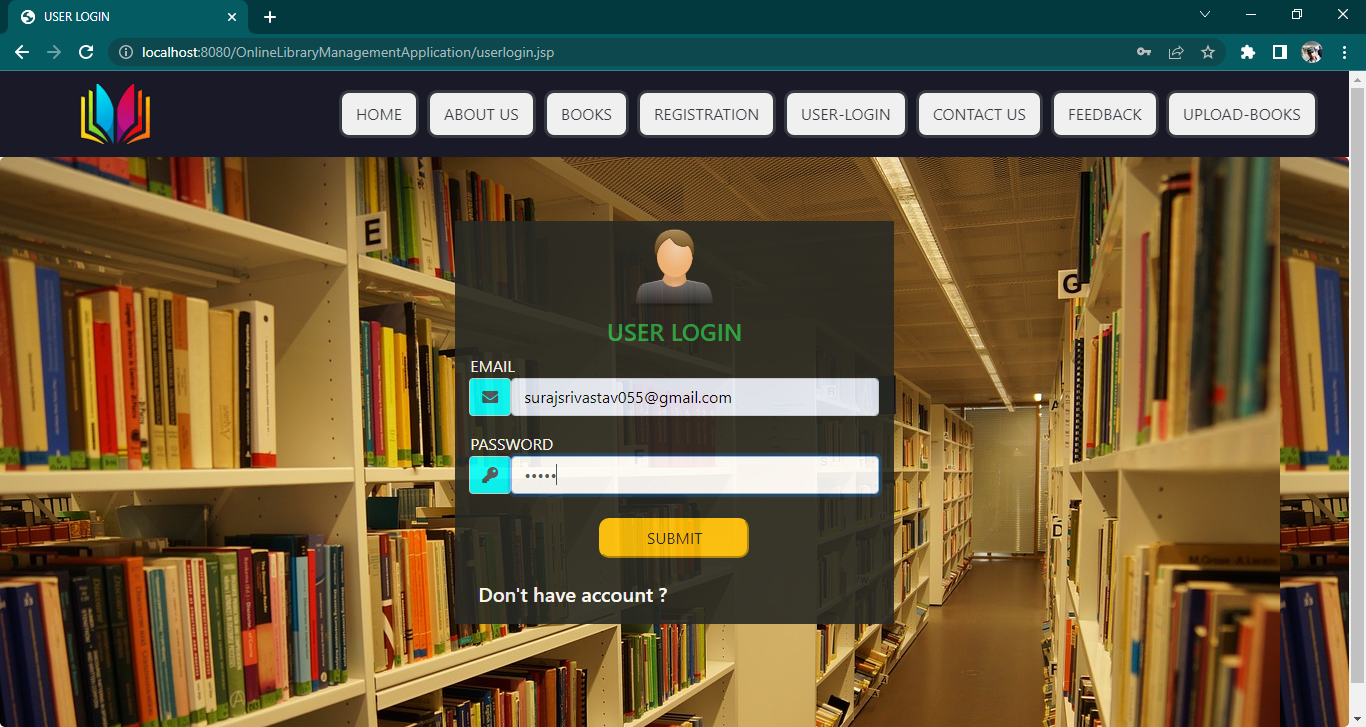 USER LOGIN
localhost:8080/OnlineLibraryManagementApplication/userlogin.jsp
HOME ABOUT US BOOKS REGISTRATION USER-LOGIN CONTACT US FEEDBACK UPLOAD-BOOKS
E
G
USER LOGIN
EMAIL
surajsrivastav055@gmail.com
PASSWORD
•••••
SUBMIT
D
Don't have account ?